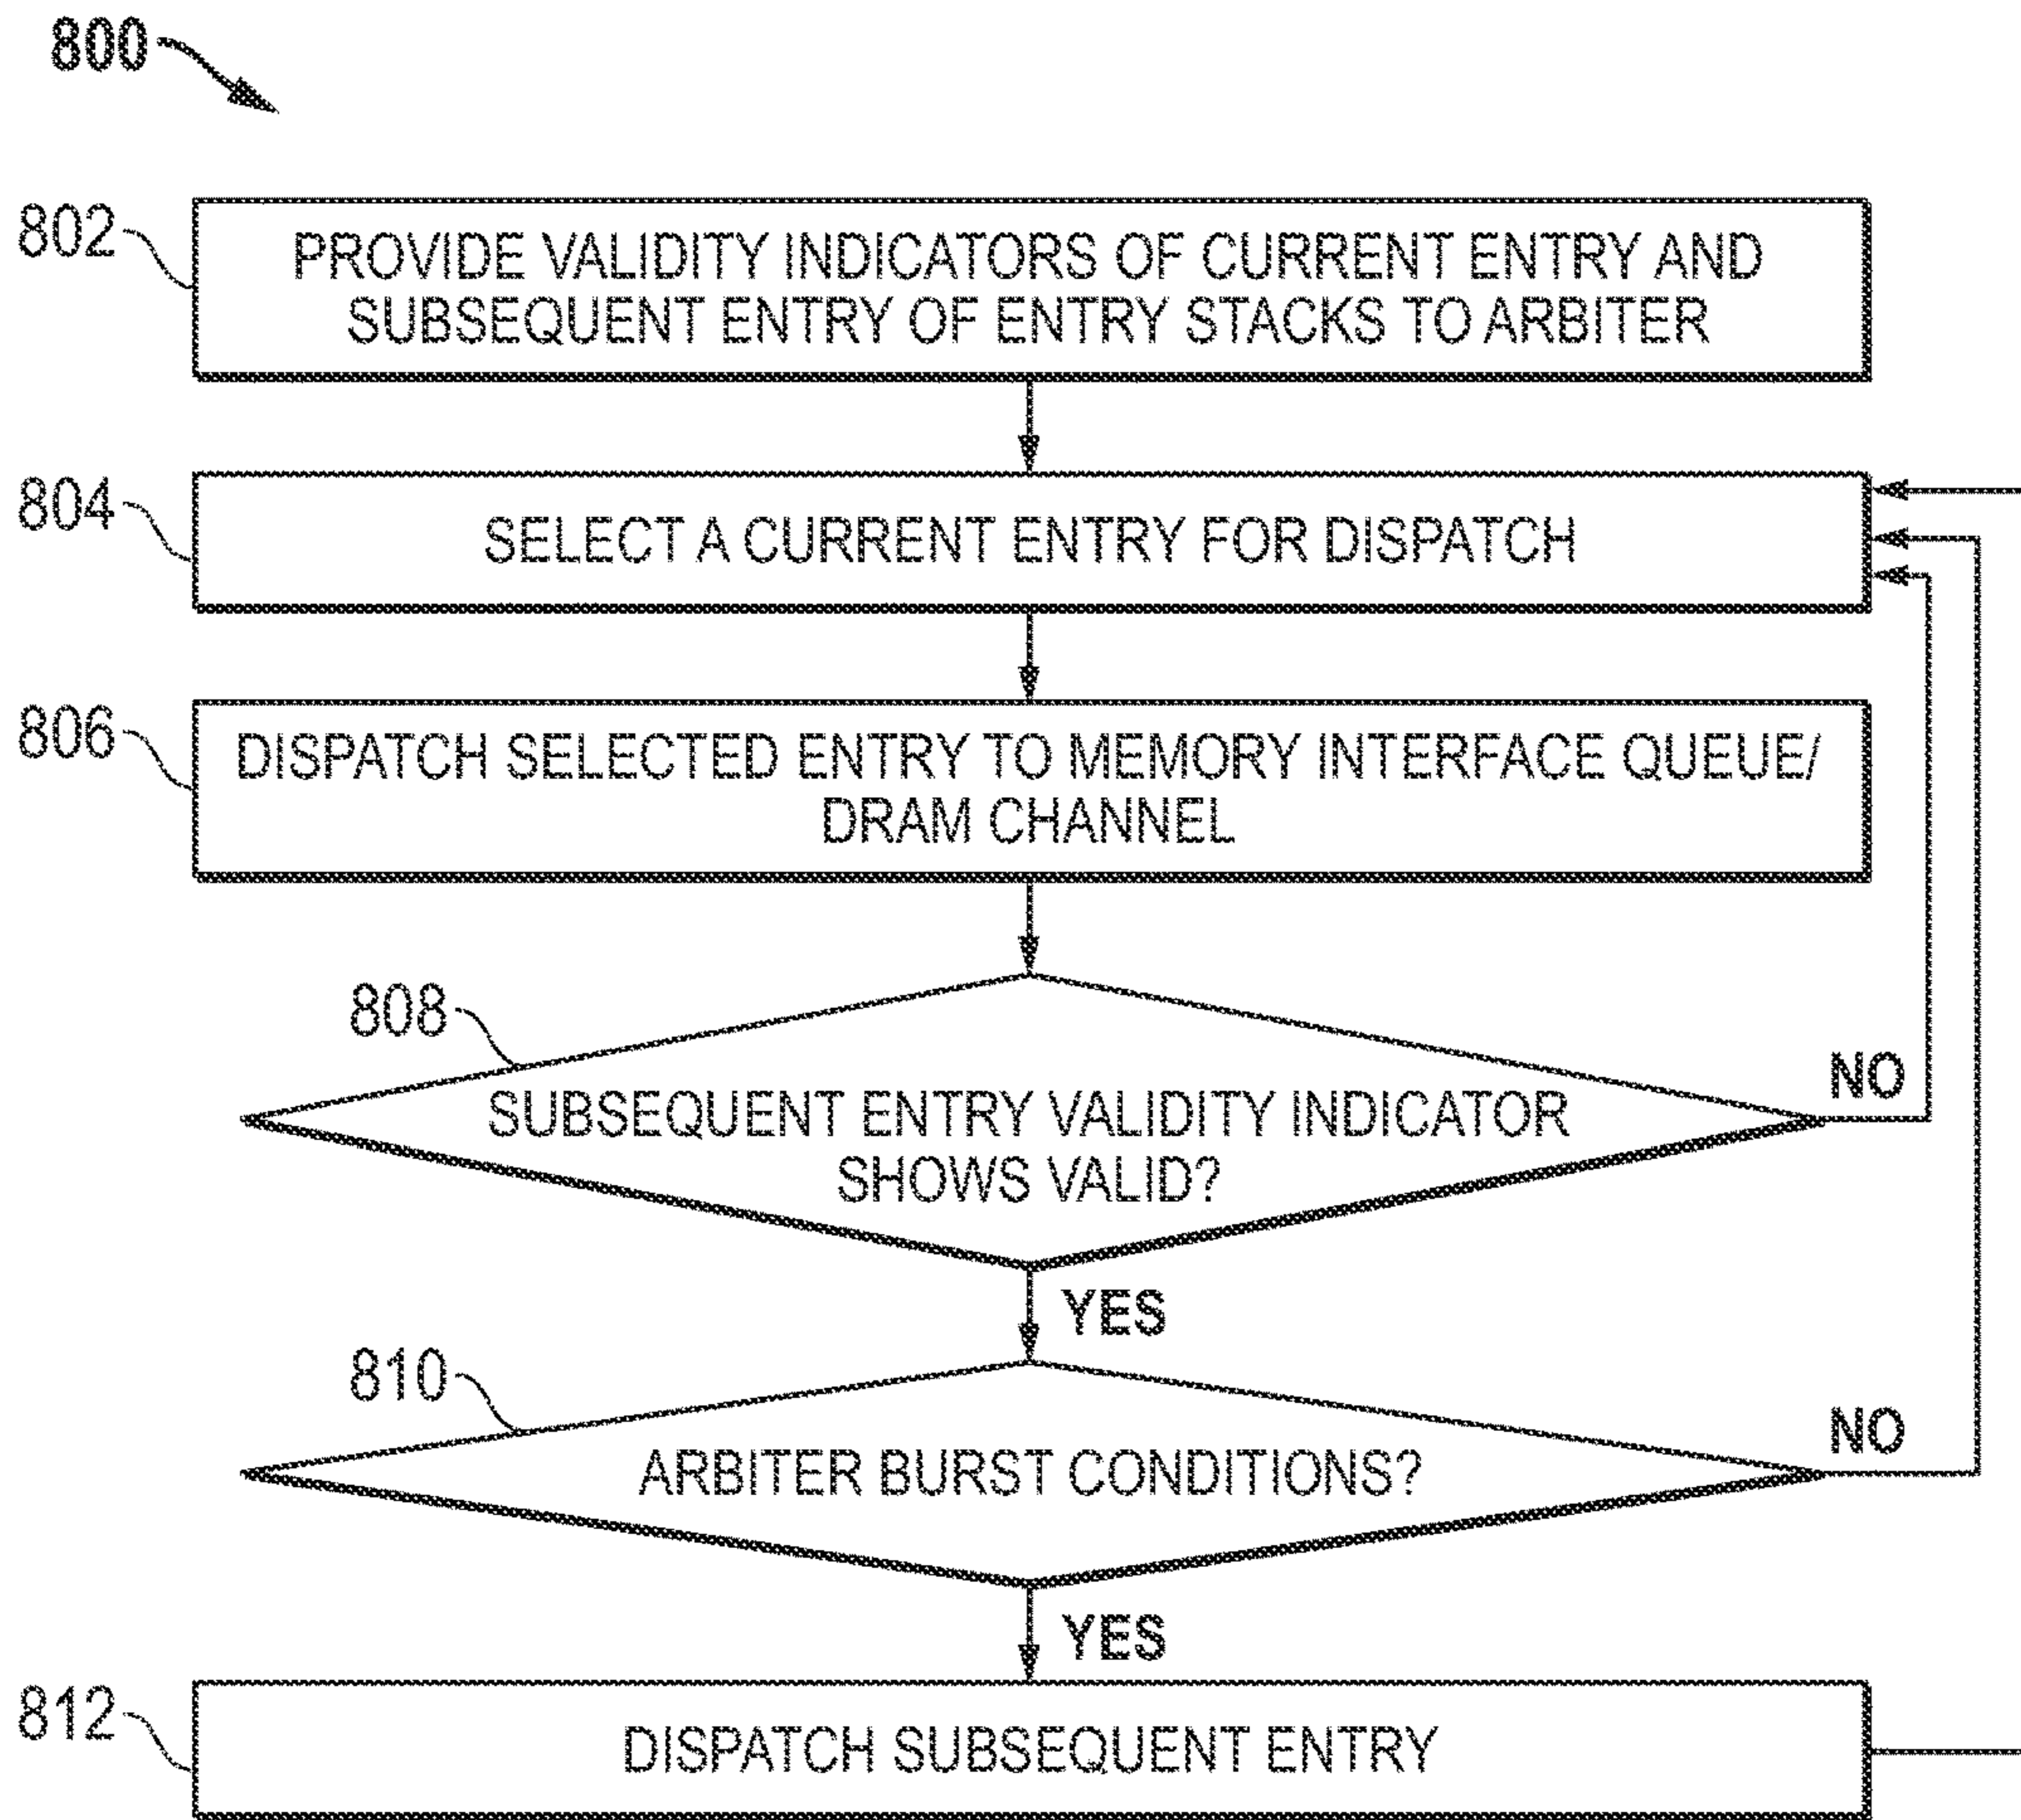 800
802
PROVIDE VALIDITY INDICATORS OF CURRENT ENTRY AND
SUBSEQUENT ENTRY OF ENTRY STACKS TO ARBITER
804
SELECT A CURRENT ENTRY FOR DISPATCH
806
DISPATCH SELECTED ENTRY TO MEMORY INTERFACE QUEUE/
DRAM CHANNEL
808
SUBSEQUENT ENTRY VALIDITY INDICATOR
SHOWS VALID?
NO
YES
810
ARBITER BURST CONDITIONS?
NO
YES
812
DISPATCH SUBSEQUENT ENTRY